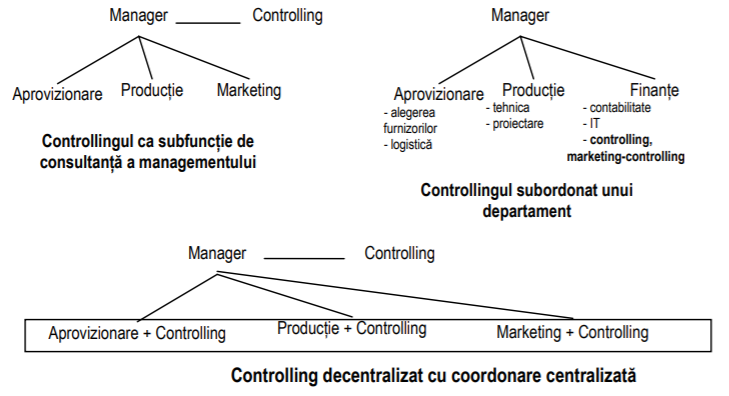 Manager Controlling
Aprovizionare Producție Marketing
Controllingul ca subfuncție de
consultanță a managementului
Manager
Aprovizionare
- alegerea
furnizorilor
- logistică
Producție
- tehnica
- proiectare
Finanțe
- contabilitate
- IT
- controlling,
marketing-controlling
Controllingul subordonat unui
departament
Manager Controlling
Aprovizionare + Controlling Producție + Controlling Marketing + Controlling
Controlling decentralizat cu coordonare centralizată